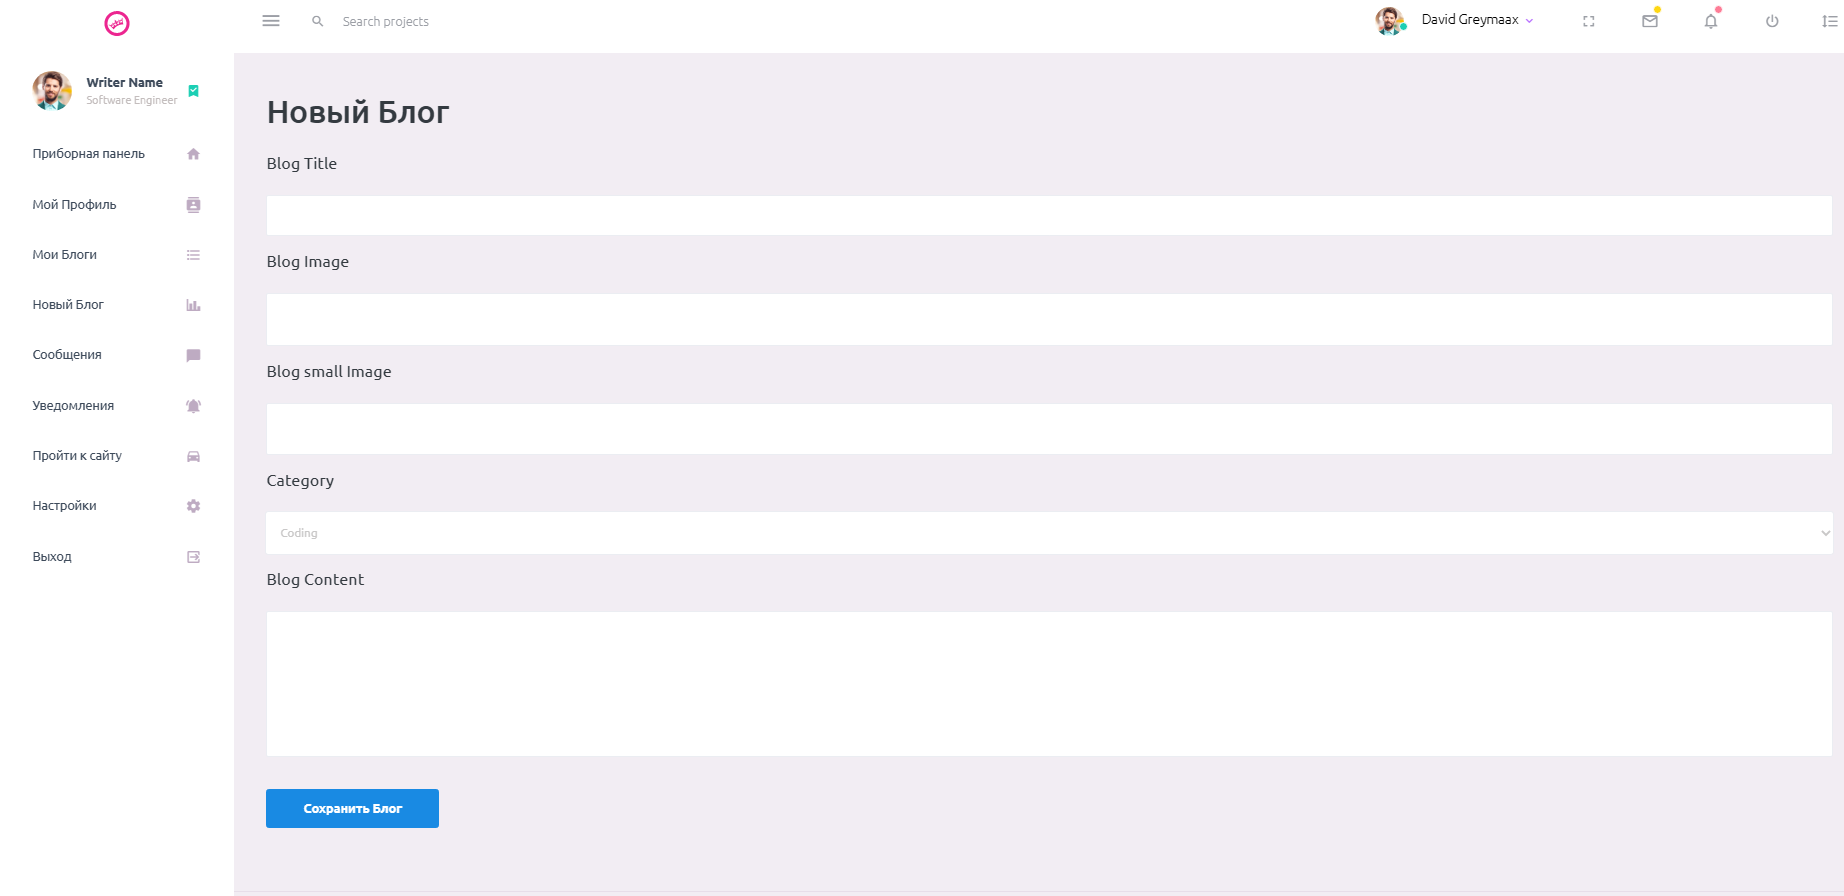 Search projects
David Greymaax
Writer Name
Software Engineer
Приборная панель
Мой Профиль
Мои Блоги
Новый Блог
Сообщения
Уведомления
Пройти к сайту
Настройки
Выход
Новый Блог
Blog Title
Blog Image
Blog small Image
Category
Coding
Blog Content
Сохранить Блог